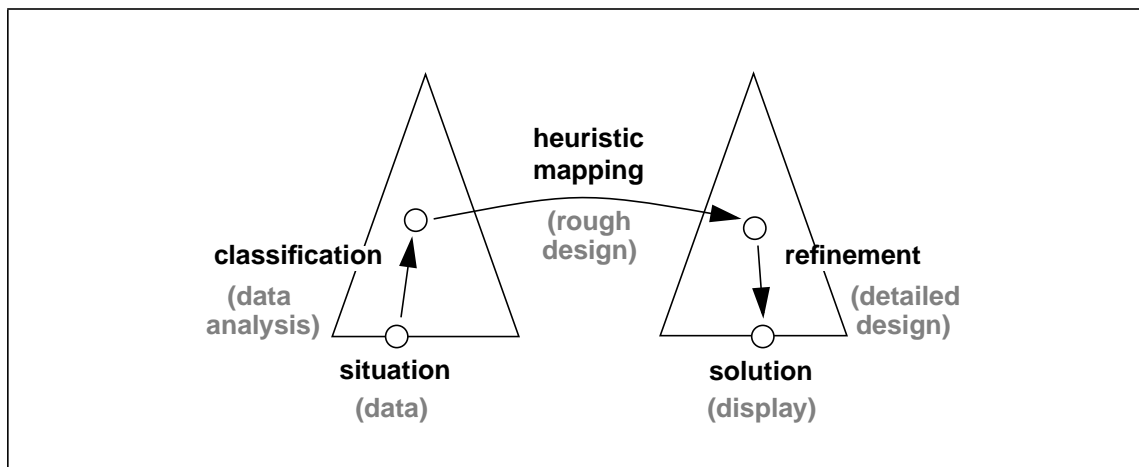 heuristic
mapping
(rough
design)
classification
(data
analysis)
refinement
(detailed
design)
situation
(data)
solution
(display)